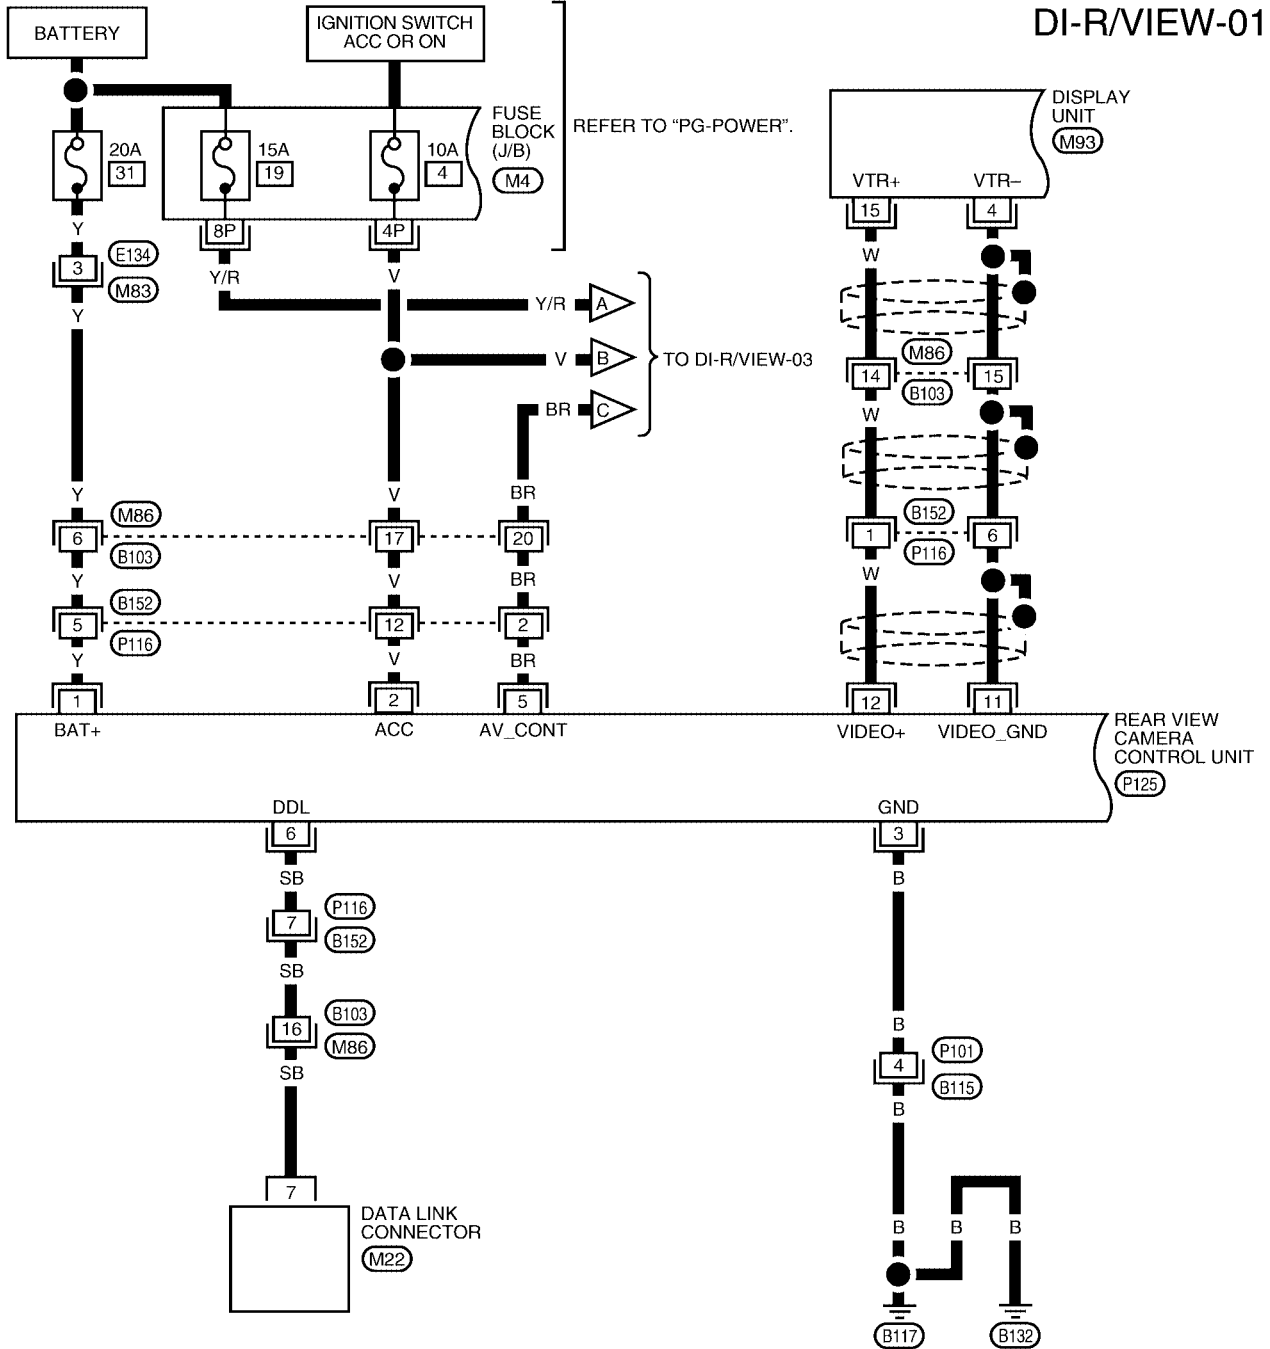 DI-R/VIEW-01
BATTERY
IGNITION SWITCH
ACC OR ON
REFER TO “PG-POWER”.
FUSE
BLOCK
(J/B)
M4
20A
31
15A
19
10A
4
8P
4P
Y
3
E134
M83
Y
Y/R
V
Y/R
A
V
B
BR
C
TO DI-R/VIEW-03
DISPLAY
UNIT
M93
VTR+
VTR–
15
4
W
14
M86
B103
15
W
1
B152
P116
6
W
12
11
Y
V
BR
6
M86
B103
17
20
Y
V
BR
5
B152
P116
12
2
Y
V
BR
1
2
5
BAT+
ACC
AV_CONT
VIDEO+
VIDEO_GND
REAR VIEW
CAMERA
CONTROL UNIT
P125
DDL
GND
6
3
SB
B
7
P116
B152
SB
16
B103
M86
SB
7
DATA LINK
CONNECTOR
M22
B
4
P101
B115
B
B
B
B
B117
B132